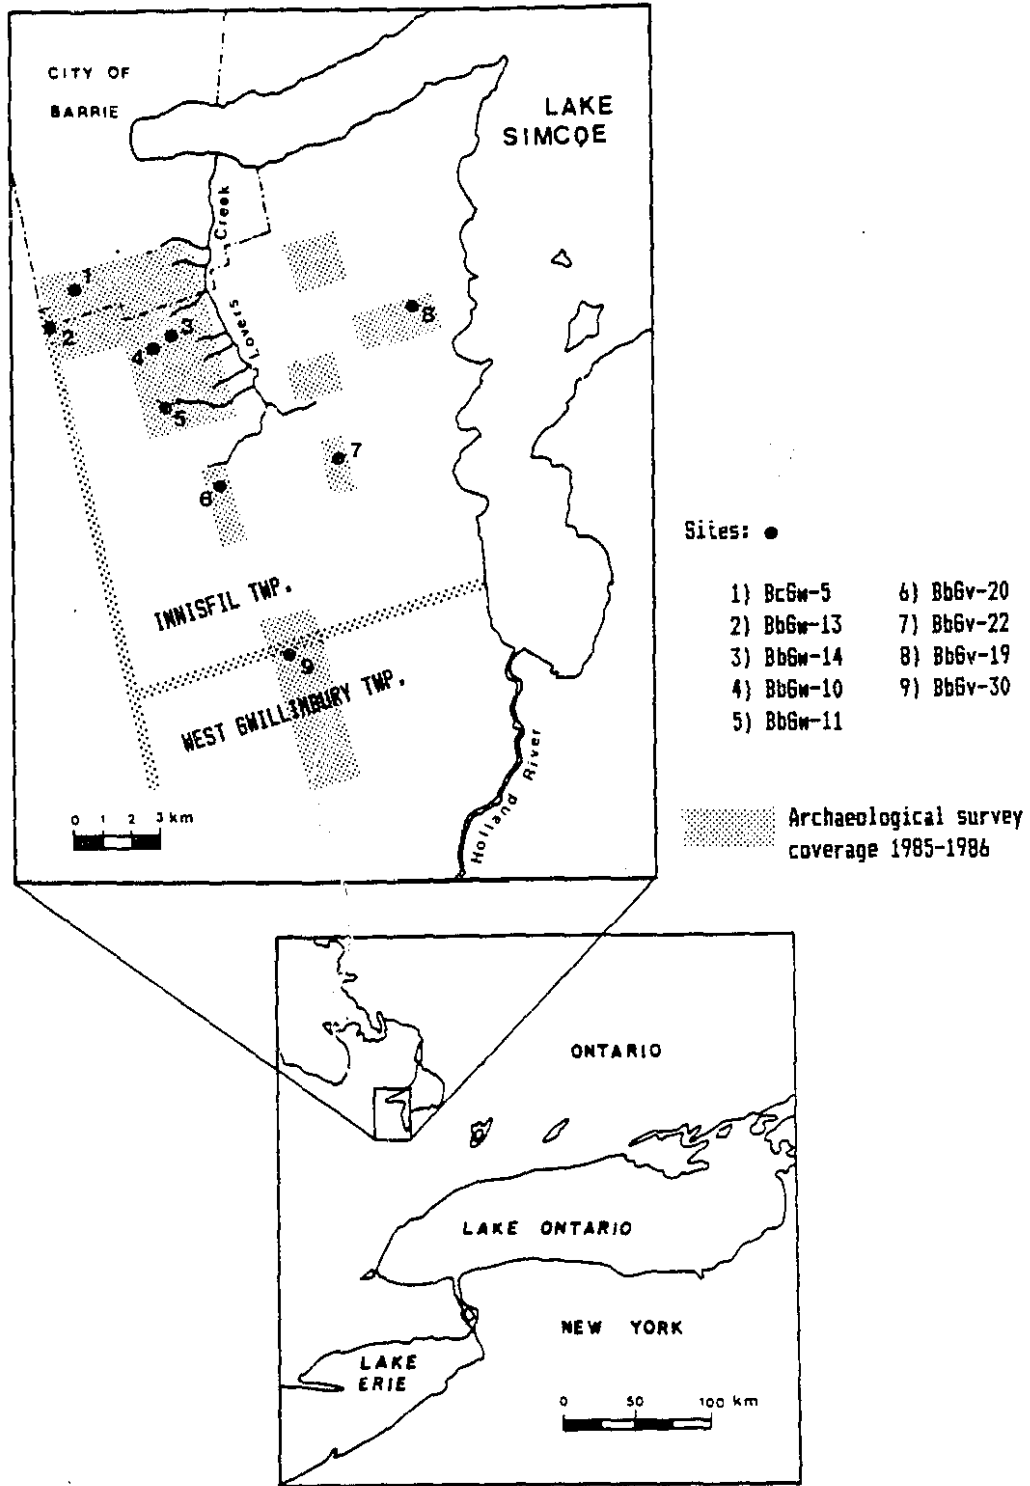 CITY OF
BARRIE
LAKE
SIMCOE
Creek
Lovers
1
2
3
4
5
6
7
8
9
INNISFIL TWP.
WEST GWILLIMBURY TWP.
Holland River
0 1 2 3 km
Sites:
1) BcGw-5
2) BbGw-13
3) BbGw-14
4) BbGw-10
5) BbGw-11
6) BbGv-20
7) BbGv-22
8) BbGv-19
9) BbGv-30
Archaeological survey
coverage 1985-1986
ONTARIO
LAKE ONTARIO
NEW YORK
LAKE
ERIE
0 50 100 km